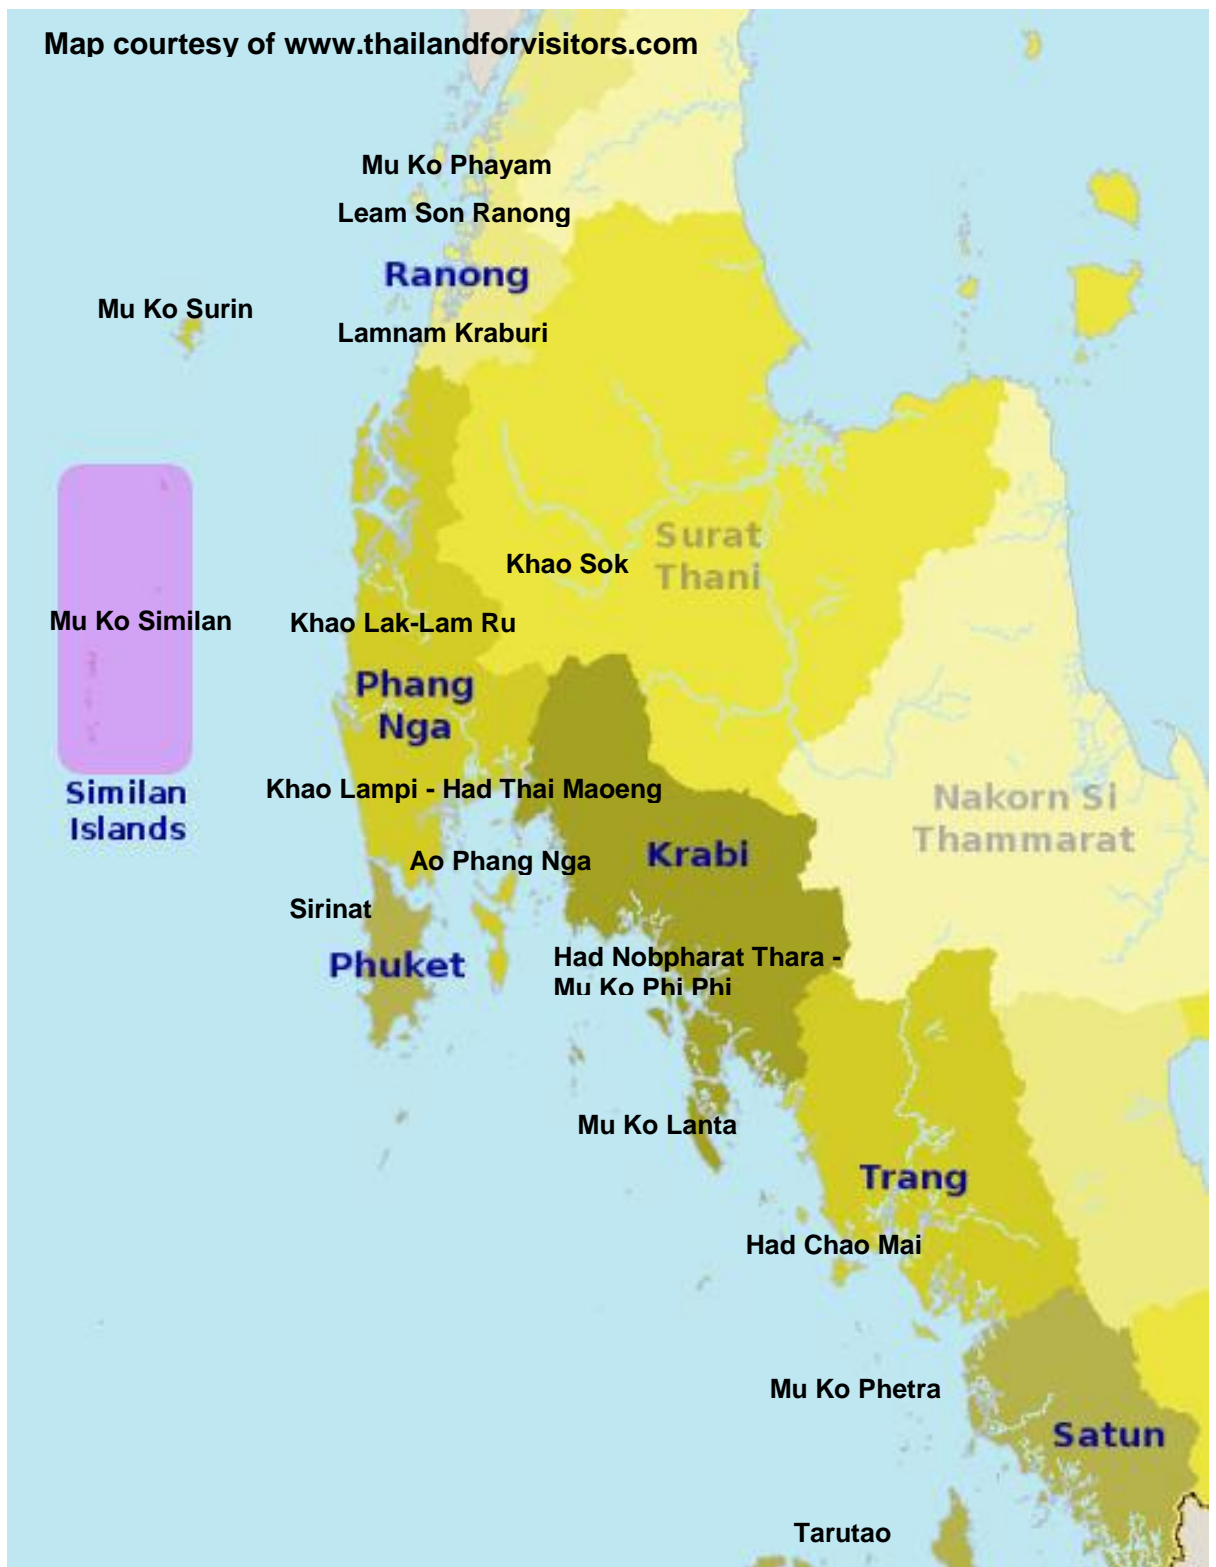 Map courtesy of www.thailandforvisitors.com
Mu Ko Phayam
Leam Son Ranong
Ranong
Mu Ko Surin
Lamnam Kraburi
Surat
Thani
Khao Sok
Mu Ko Similan
Khao Lak-Lam Ru
Phang
Nga
Similan
Islands
Khao Lampi - Had Thai Maoeng
Nakorn Si
Thammarat
Krabi
Ao Phang Nga
Sirinat
Phuket
Had Nobpharat Thara -
Mu Ko Phi Phi
Mu Ko Lanta
Trang
Had Chao Mai
Mu Ko Phetra
Satun
Tarutao